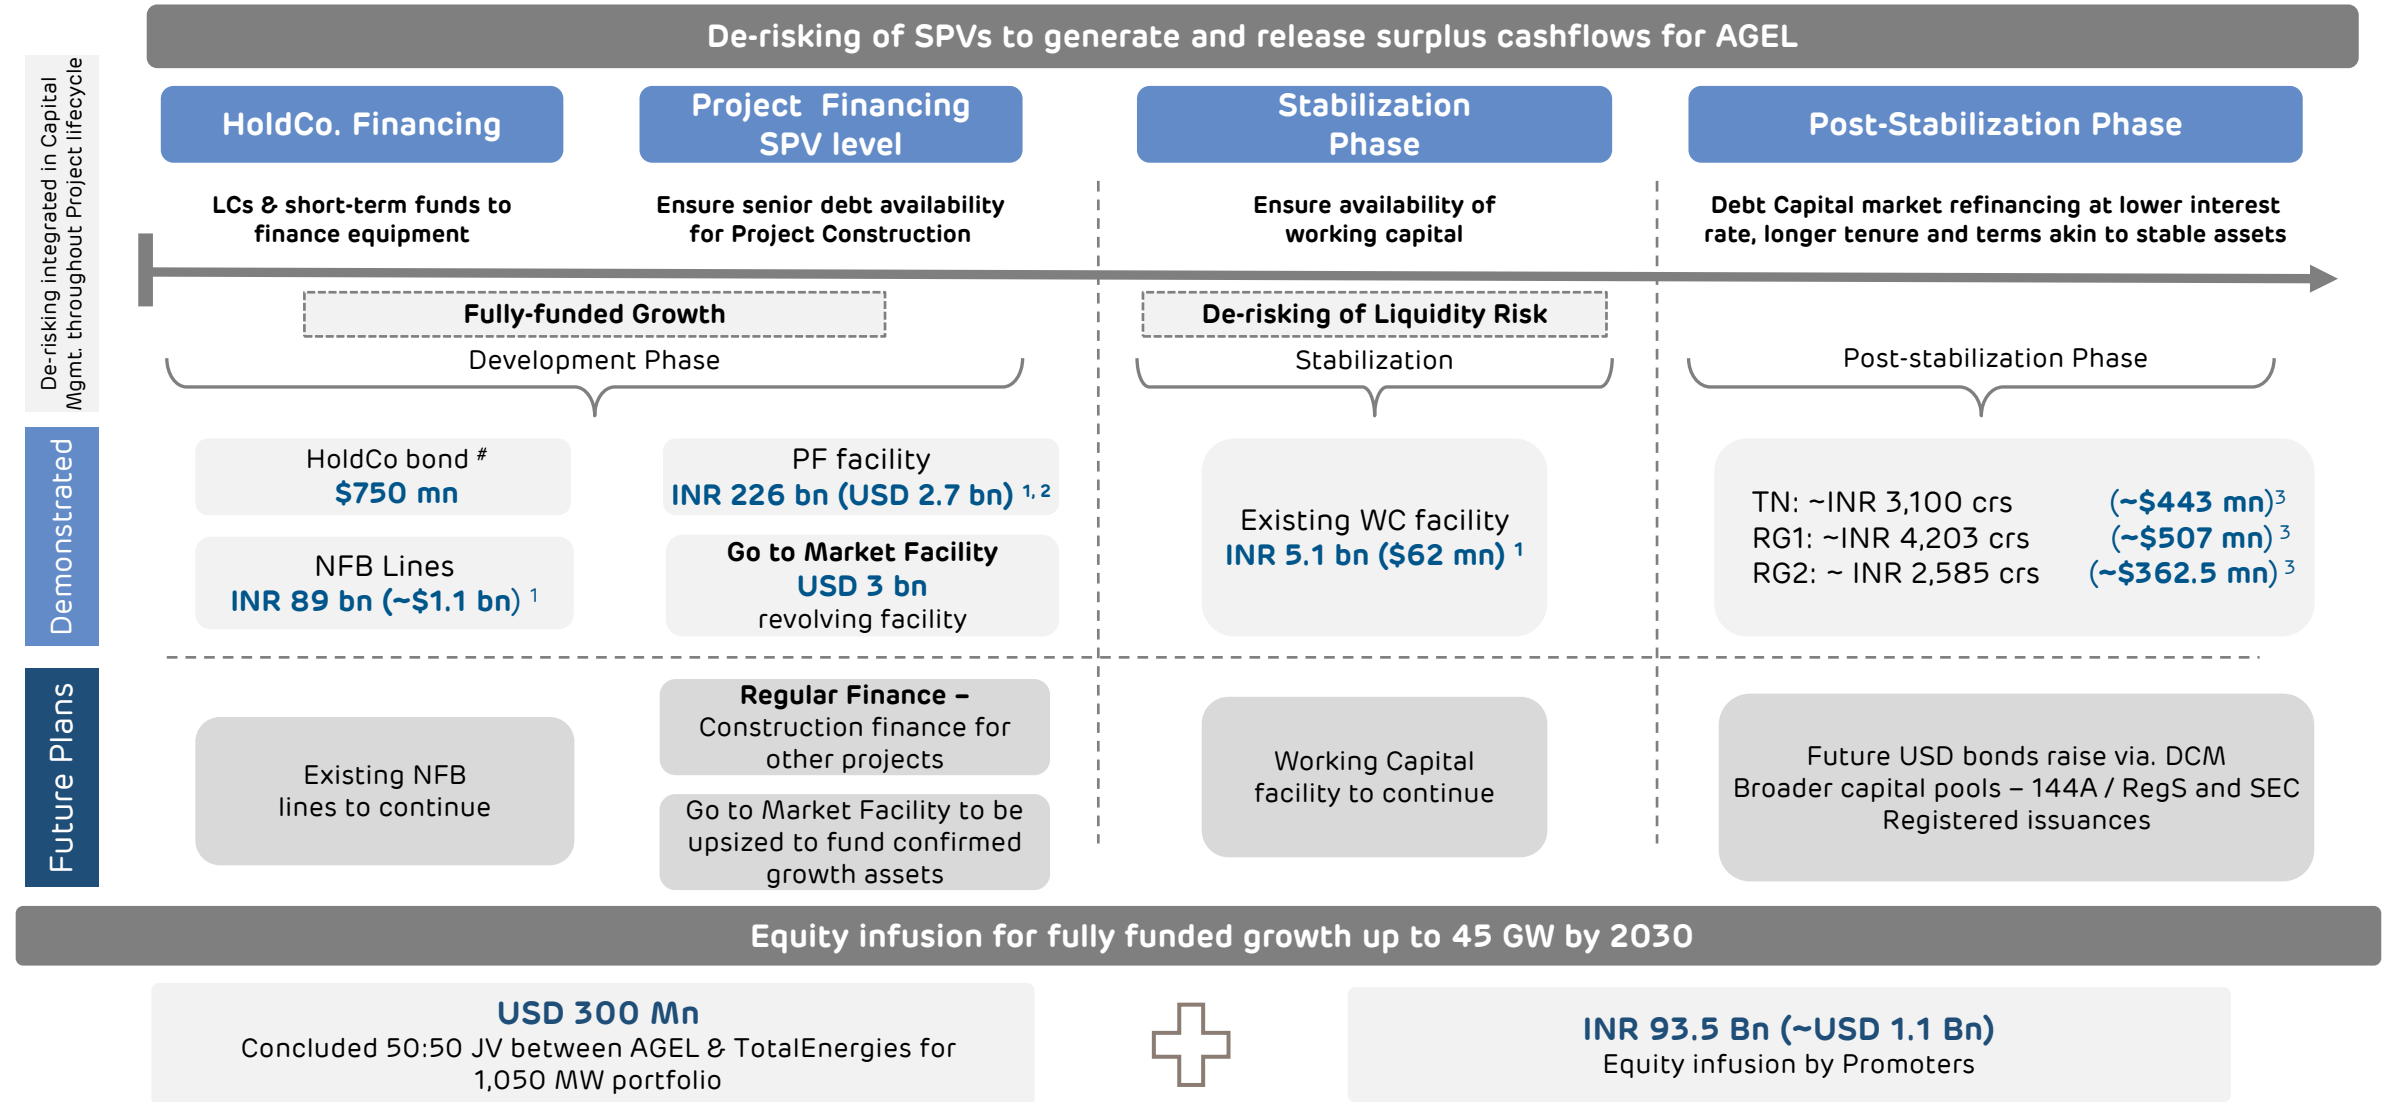 De-risking of SPVs to generate and release surplus cashflows for AGEL
De-risking integrated in Capital
Mgmt. throughout Project lifecycle
HoldCo. Financing
Project Financing
SPV level
Stabilization
Phase
Post-Stabilization Phase
LCs & short-term funds to
finance equipment
Ensure senior debt availability
for Project Construction
Ensure availability of
working capital
Debt Capital market refinancing at lower interest
rate, longer tenure and terms akin to stable assets
Fully-funded Growth
De-risking of Liquidity Risk
Development Phase
Stabilization
Post-stabilization Phase
Demonstrated
HoldCo bond #
$750 mn
NFB Lines
INR 89 bn (~$1.1 bn) 1
PF facility
INR 226 bn (USD 2.7 bn) 1, 2
Go to Market Facility
USD 3 bn
revolving facility
Existing WC facility
INR 5.1 bn ($62 mn) 1
TN: ~INR 3,100 crs (~$443 mn)3
RG1: ~INR 4,203 crs (~$507 mn) 3
RG2: ~ INR 2,585 crs (~$362.5 mn) 3
Future Plans
Existing NFB
lines to continue
Regular Finance –
Construction finance for
other projects
Go to Market Facility to be
upsized to fund confirmed
growth assets
Working Capital
facility to continue
Future USD bonds raise via. DCM
Broader capital pools – 144A / RegS and SEC
Registered issuances
Equity infusion for fully funded growth up to 45 GW by 2030
USD 300 Mn
Concluded 50:50 JV between AGEL & TotalEnergies for
1,050 MW portfolio
INR 93.5 Bn (~USD 1.1 Bn)
Equity infusion by Promoters